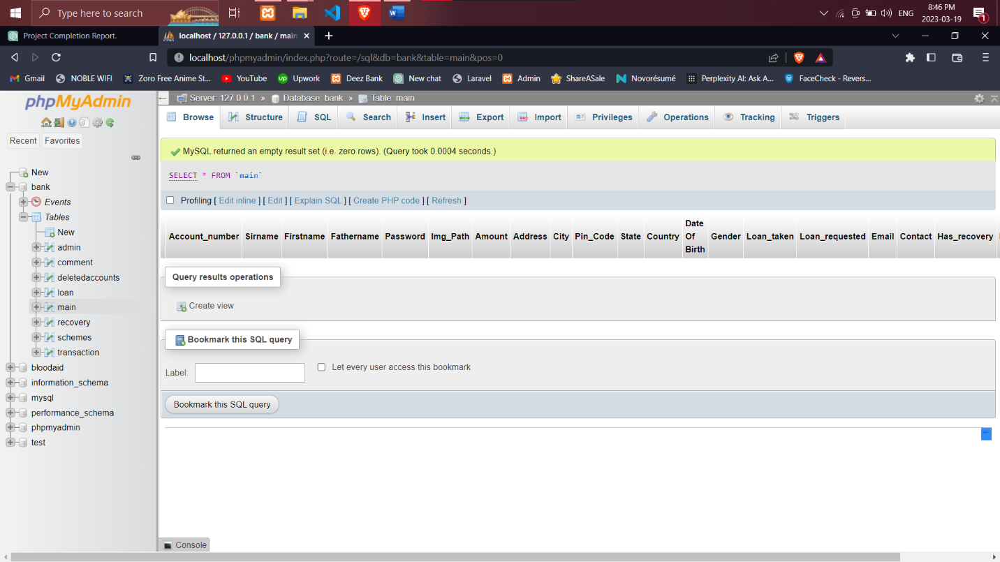 Type here to search
ENG
8:46 PM
2023-03-19
1
Project Completion Report.
localhost / 127.0.0.1 / bank / main
localhost/phpmyadmin/index.php?route=/sql&db=bank&table=main&pos=0
Gmail NOBLE WIFI Zoro Free Anime St... YouTube Upwork Deez Bank New chat Laravel Admin ShareASale Novorésumé Perplexity AI: Ask A... FaceCheck - Revers...
phpMyAdmin
Recent Favorites
New
bank
Events
Tables
New
admin
comment
deletedaccounts
loan
main
recovery
schemes
transaction
bloodaid
information_schema
mysql
performance_schema
phpmyadmin
test
Server: 127.0.0.1 » Database: bank » Table: main
Browse Structure SQL Search Insert Export Import Privileges Operations Tracking Triggers
MySQL returned an empty result set (i.e. zero rows). (Query took 0.0004 seconds.)
SELECT * FROM `main`
Profiling [ Edit inline ] [ Edit ] [ Explain SQL ] [ Create PHP code ] [ Refresh ]
Account_number Sirname Firstname Fathername Password Img_Path Amount Address City Pin_Code State Country Date Of Birth Gender Loan_taken Loan_requested Email Contact Has_recovery
Query results operations
Create view
Bookmark this SQL query
Label:
Let every user access this bookmark
Bookmark this SQL query
Console